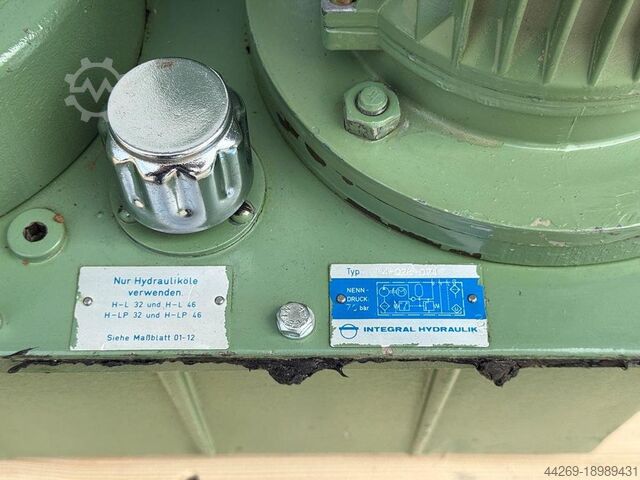 Nur Hydrauliköle
verwenden.
H-L 32 und H-L 46
H-LP 32 und H-LP 46
Siehe Maßblatt 01-12
Typ.
NENN-
DRUCK
bar
INTEGRAL HYDRAULIK
44269-18989431